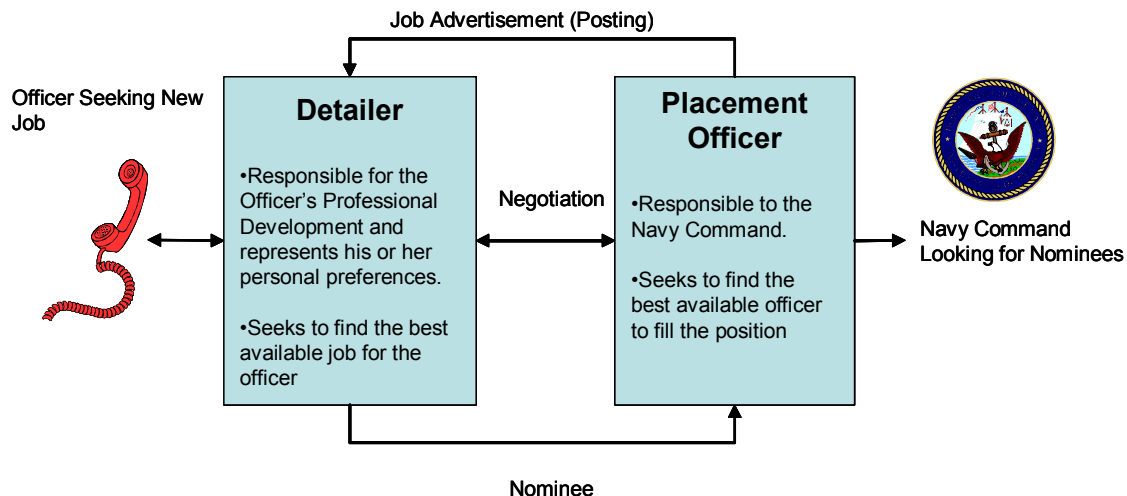 Job Advertisement (Posting)
Officer Seeking New
Job
Detailer
•Responsible for the
Officer’s Professional
Development and
represents his or her
personal preferences.
•Seeks to find the best
available job for the
officer
Negotiation
Placement
Officer
•Responsible to the
Navy Command.
•Seeks to find the
best available officer
to fill the position
Navy Command
Looking for Nominees
Nominee